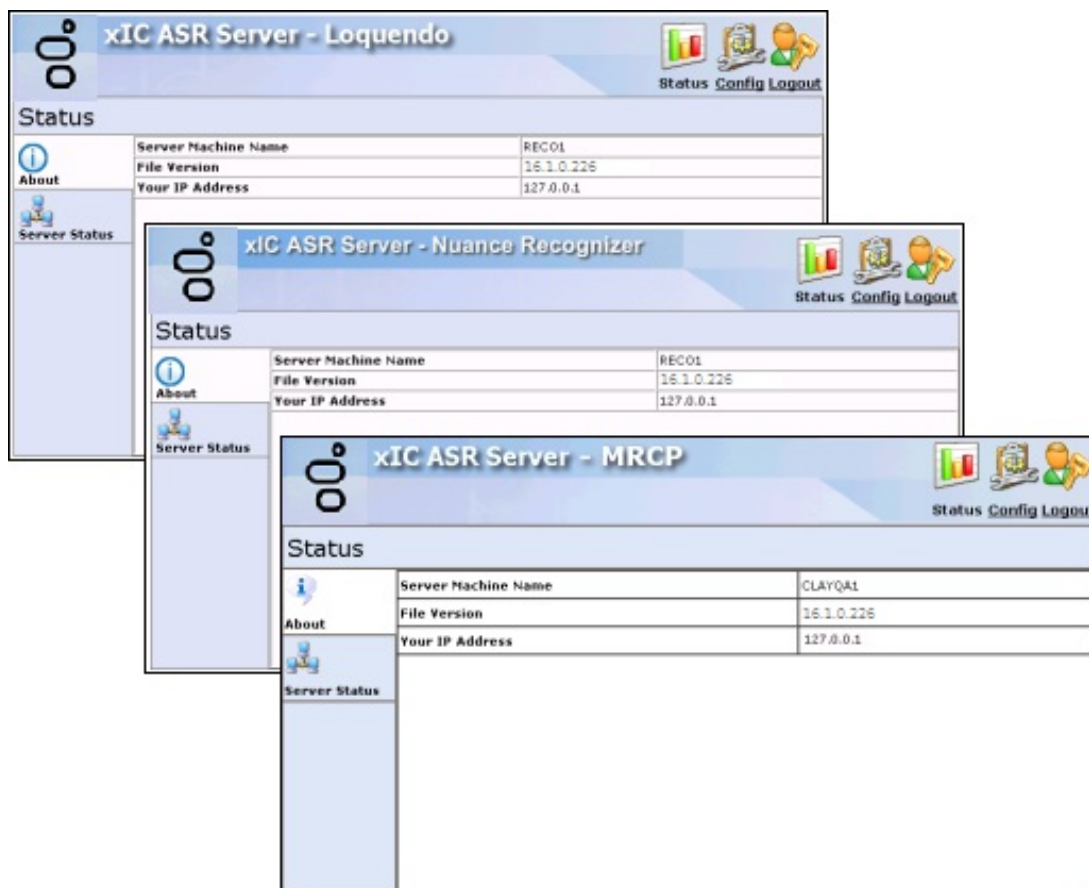 xIC ASR Server - Loquendo
Status Config Logout
Status
About
Server Machine Name RECO1
File Version 16.1.0.226
Your IP Address 127.0.0.1
Server Status
xIC ASR Server - Nuance Recognizer
Status Config Logout
Status
About
Server Machine Name RECO1
File Version 16.1.0.226
Your IP Address 127.0.0.1
Server Status
xIC ASR Server - MRCP
Status Config Logou
Status
About
Server Machine Name CLAYQA1
File Version 16.1.0.226
Your IP Address 127.0.0.1
Server Status